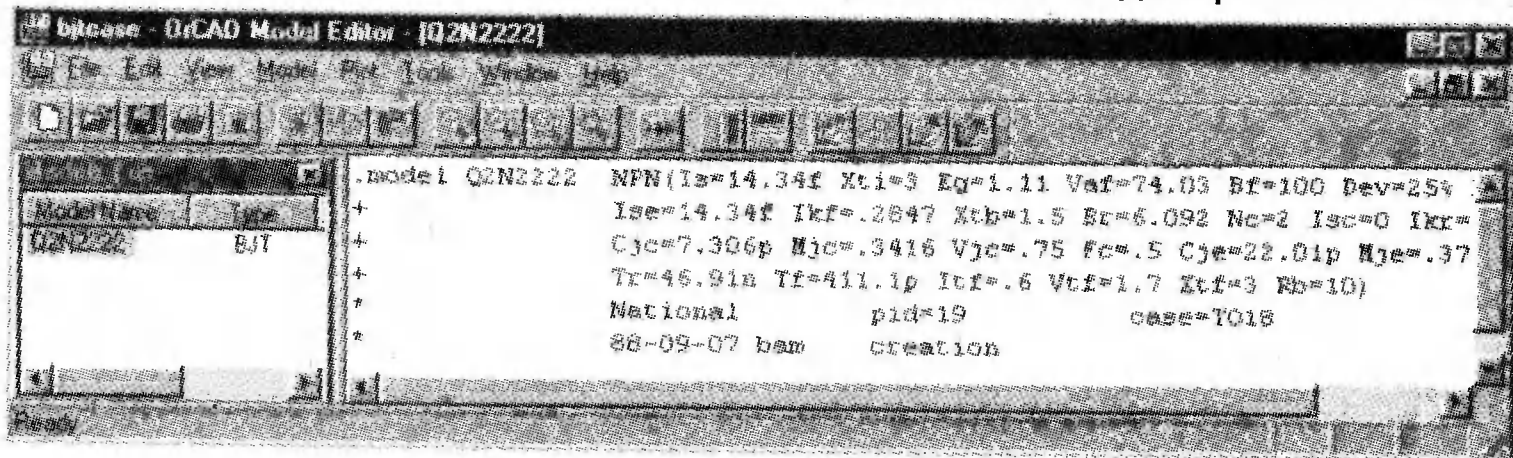 bjtcase - OrCAD Model Editor - [Q2N2222]
File Edit View Model Plot Tools Window Help
Model Name Type
Q2N2222 BJT
.model Q2N2222 NPN(Is=14.34f Xti=3 Eg=1.11 Vaf=74.03 Bf=100 Dev=25%
+ Ise=14.34f Ikf=.2847 Xtb=1.5 Br=6.092 Nc=2 Isc=0 Ikr=
+ Cjc=7.306p Mjc=.3416 Vjc=.75 Fc=.5 Cje=22.01p Mje=.37
+ Tr=46.91n Tf=411.1p Itf=.6 Vtf=1.7 Xtf=3 Rb=10)
* National pid=19 case=TO18
* 88-09-07 bam creation
Ready